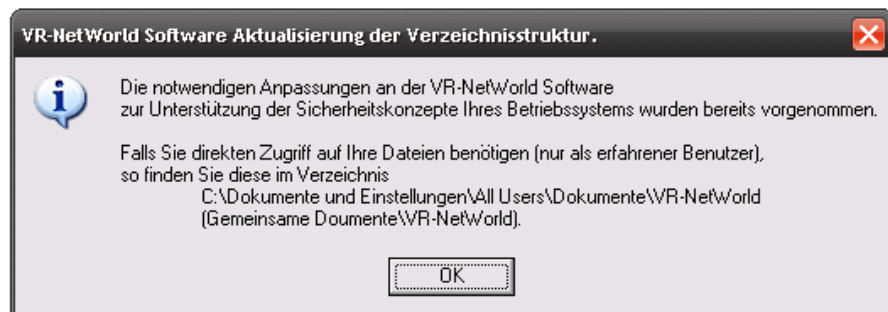 VR-NetWorld Software Aktualisierung der Verzeichnisstruktur.
Die notwendigen Anpassungen an der VR-NetWorld Software
zur Unterstützung der Sicherheitskonzepte Ihres Betriebssystems wurden bereits vorgenommen.
Falls Sie direkten Zugriff auf Ihre Dateien benötigen (nur als erfahrener Benutzer),
so finden Sie diese im Verzeichnis
C:\Dokumente und Einstellungen\All Users\Dokumente\VR-NetWorld
(Gemeinsame Doumente\VR-NetWorld).
OK